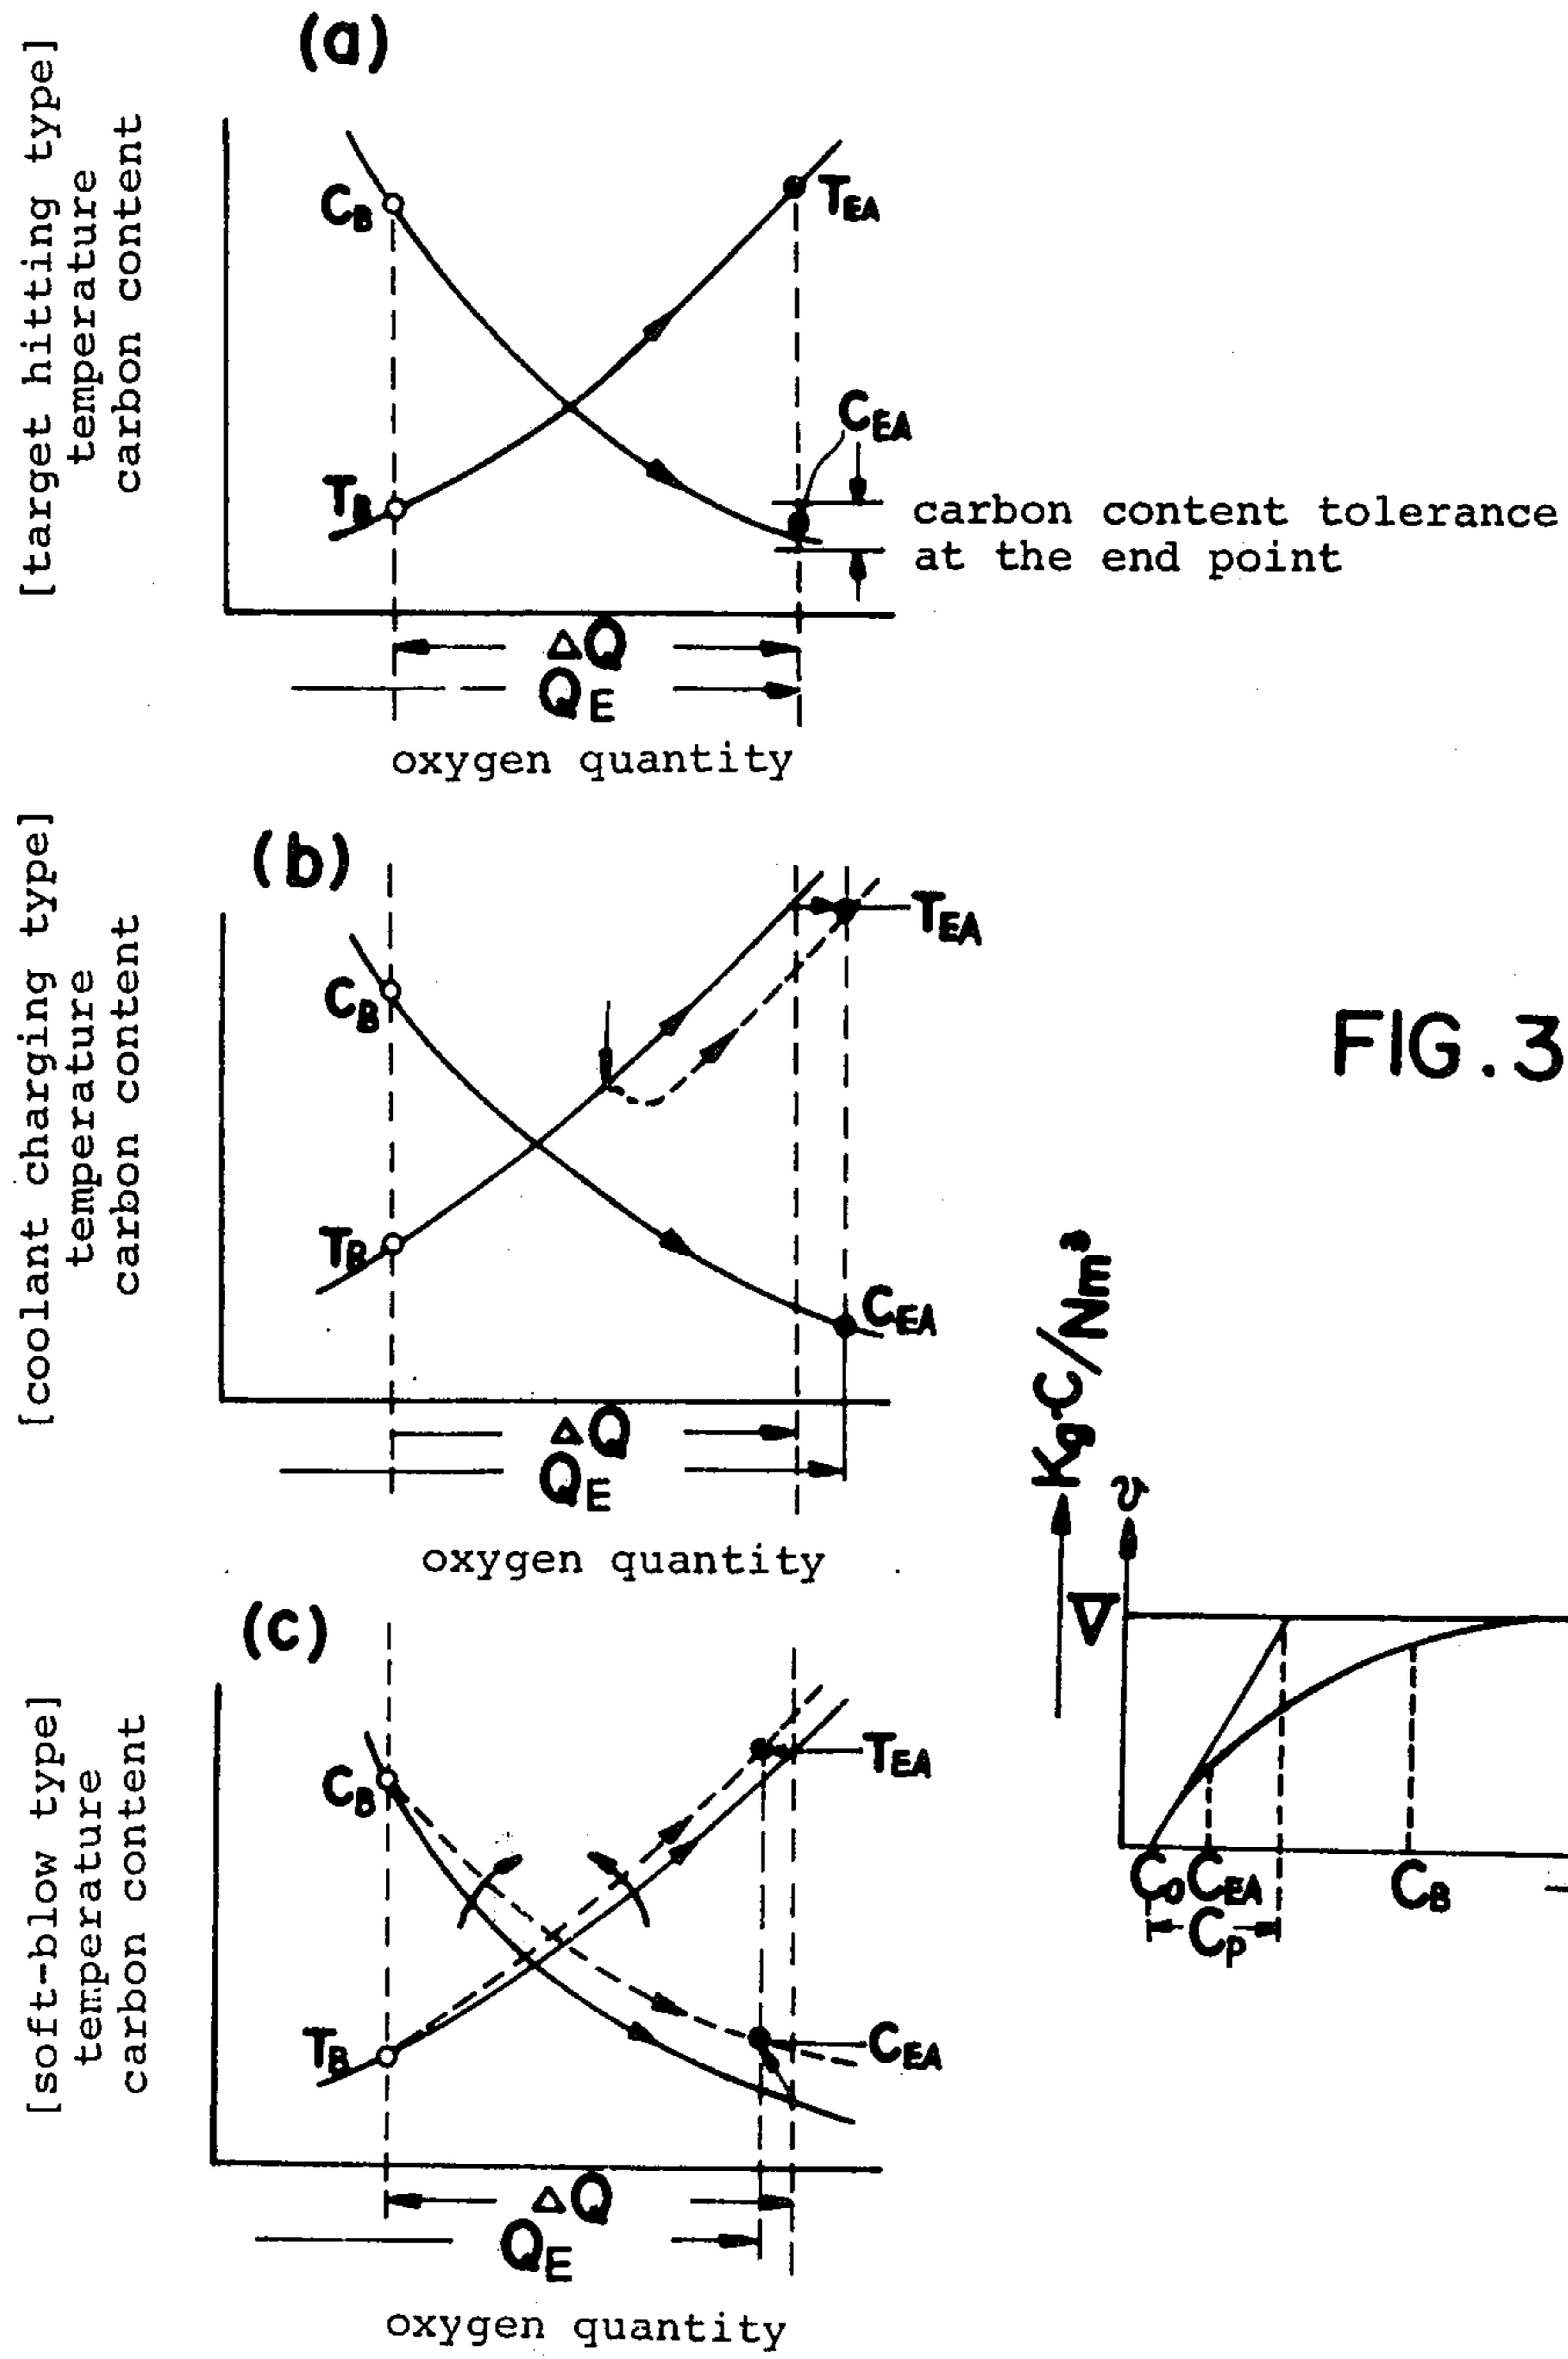 (a)
[target hitting type]
temperature
carbon content
CB
TEA
CEA
TB
carbon content tolerance
at the end point
ΔQ
QE
oxygen quantity
(b)
[coolant charging type]
temperature
carbon content
TEA
CB
FIG.3
TB
CEA
Kg·C/Nm³
ΔQ
QE
oxygen quantity
v
(c)
[soft-blow type]
temperature
carbon content
CB
TEA
C₀ CEA
CB
Cp
TB
CEA
ΔQ
QE
oxygen quantity